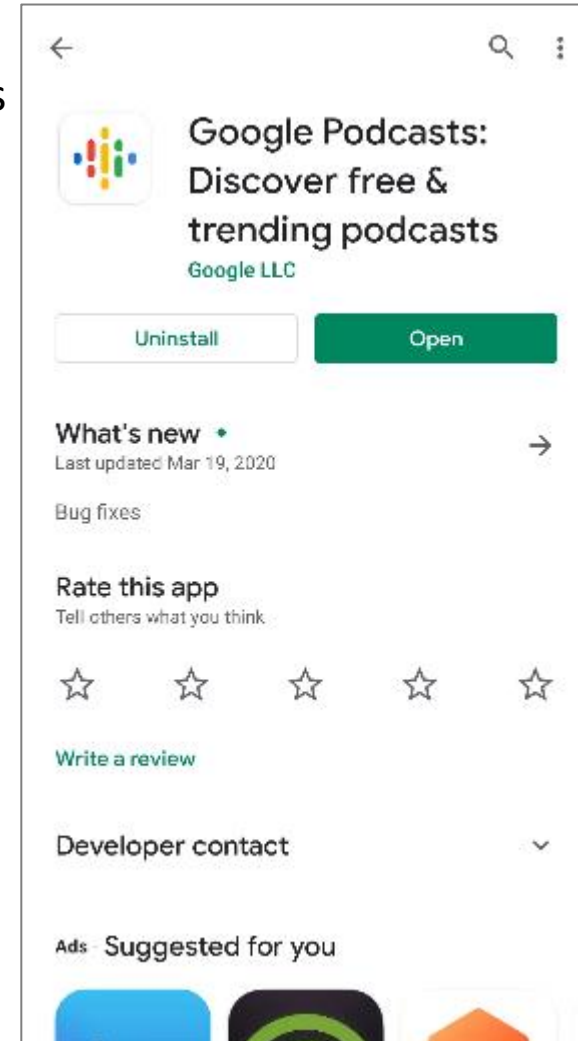 s
Google Podcasts:
Discover free &
trending podcasts
Google LLC
Uninstall
Open
What's new
Last updated Mar 19, 2020
Bug fixes
Rate this app
Tell others what you think
Write a review
Developer contact
Ads · Suggested for you